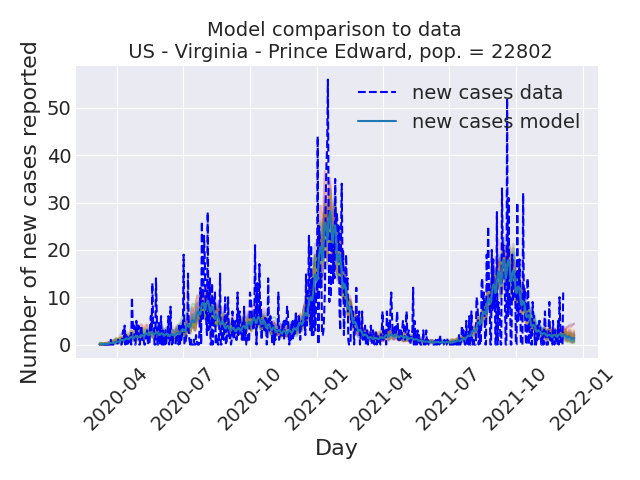 Model comparison to data
US - Virginia - Prince Edward, pop. = 22802
Number of new cases reported
50
40
30
20
10
0
new cases data
new cases model
2020-04
2020-07
2020-10
2021-01
2021-04
2021-07
2021-10
2022-01
Day